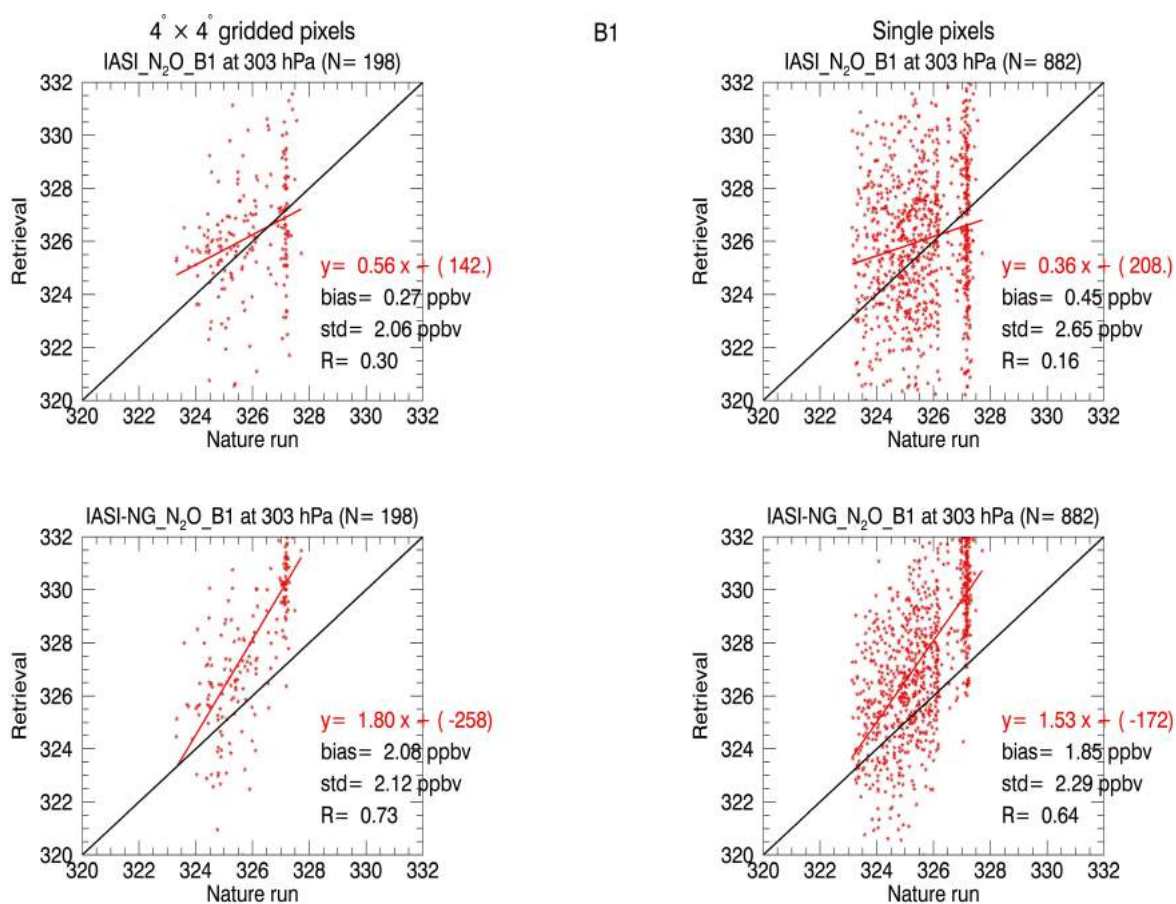 4° × 4° gridded pixels
B1
Single pixels
IASI_N₂O_B1 at 303 hPa (N= 198)
332
330
328
326
324
322
320
Retrieval
y= 0.56 x + ( 142.)
bias= 0.27 ppbv
std= 2.06 ppbv
R= 0.30
320 322 324 326 328 330 332
Nature run
IASI_N₂O_B1 at 303 hPa (N= 882)
332
330
328
326
324
322
320
Retrieval
y= 0.36 x + ( 208.)
bias= 0.45 ppbv
std= 2.65 ppbv
R= 0.16
320 322 324 326 328 330 332
Nature run
IASI-NG_N₂O_B1 at 303 hPa (N= 198)
332
330
328
326
324
322
320
Retrieval
y= 1.80 x + ( -258)
bias= 2.08 ppbv
std= 2.12 ppbv
R= 0.73
320 322 324 326 328 330 332
Nature run
IASI-NG_N₂O_B1 at 303 hPa (N= 882)
332
330
328
326
324
322
320
Retrieval
y= 1.53 x + ( -172)
bias= 1.85 ppbv
std= 2.29 ppbv
R= 0.64
320 322 324 326 328 330 332
Nature run